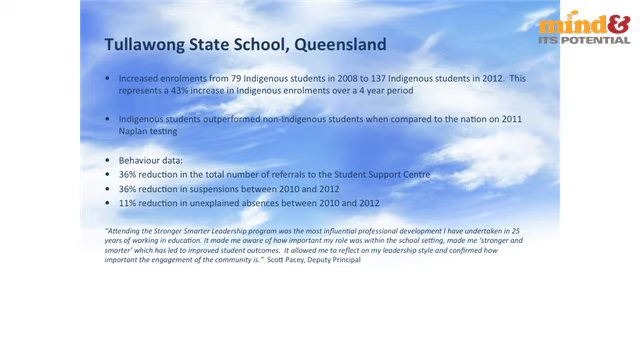 mind&
ITS POTENTIAL
Tullawong State School, Queensland
• Increased enrolments from 79 Indigenous students in 2008 to 137 Indigenous students in 2012. This
represents a 43% increase in Indigenous enrolments over a 4 year period
• Indigenous students outperformed non-Indigenous students when compared to the nation on 2011
Naplan testing
• Behaviour data:
• 36% reduction in the total number of referrals to the Student Support Centre
• 36% reduction in suspensions between 2010 and 2012
• 11% reduction in unexplained absences between 2010 and 2012
"Attending the Stronger Smarter Leadership program was the most influential professional development I have undertaken in 25
years of working in education. It made me aware of how important my role was within the school setting, made me 'stronger and
smarter' which has led to improved student outcomes. It allowed me to reflect on my leadership style and confirmed how
important the engagement of the community is." Scott Pacey, Deputy Principal